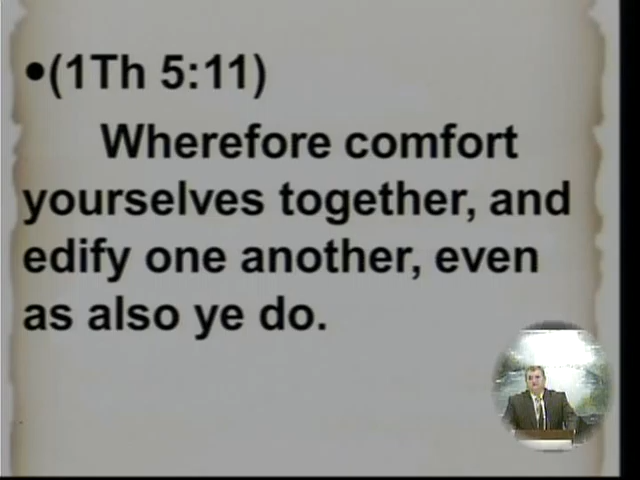 •(1Th 5:11)
Wherefore comfort
yourselves together, and
edify one another, even
as also ye do.